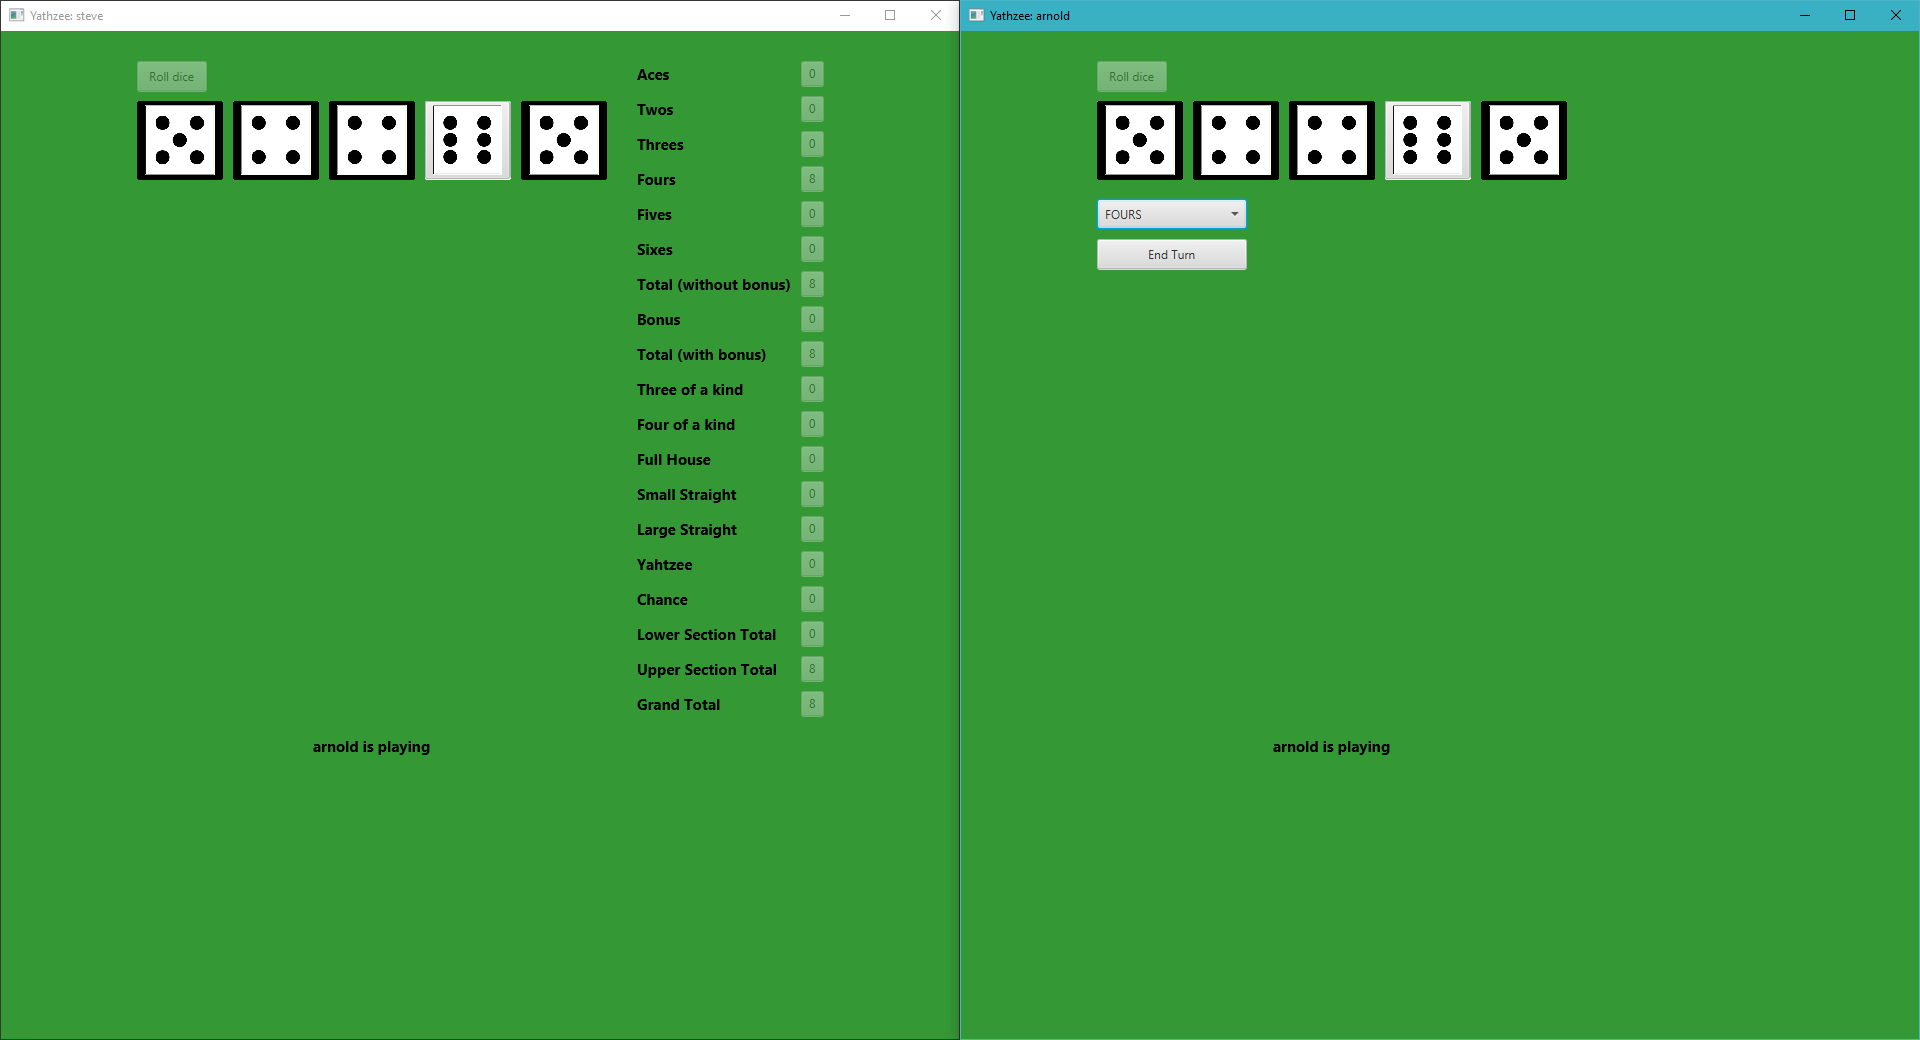 Yathzee: steve
Roll dice
Aces 0
Twos 0
Threes 0
Fours 8
Fives 0
Sixes 0
Total (without bonus) 8
Bonus 0
Total (with bonus) 8
Three of a kind 0
Four of a kind 0
Full House 0
Small Straight 0
Large Straight 0
Yahtzee 0
Chance 0
Lower Section Total 0
Upper Section Total 8
Grand Total 8
arnold is playing
Yathzee: arnold
Roll dice
FOURS
End Turn
arnold is playing